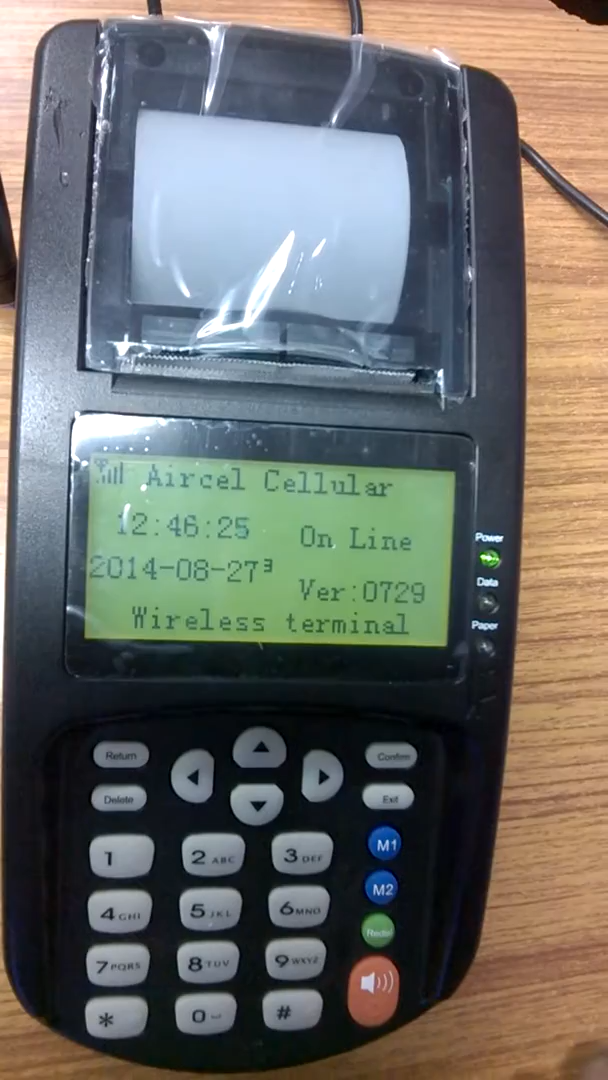 Aircel Cellular
12:46:25 On Line
2014-08-27³ Ver:0729
Wireless terminal
Power
Data
Paper
Return
Confirm
Delete
Exit
1 2 ABC 3 DEF M1
M2
4 GHI 5 JKL 6 MNO
Redial
7 PQRS 8 TUV 9 WXYZ
* 0 #